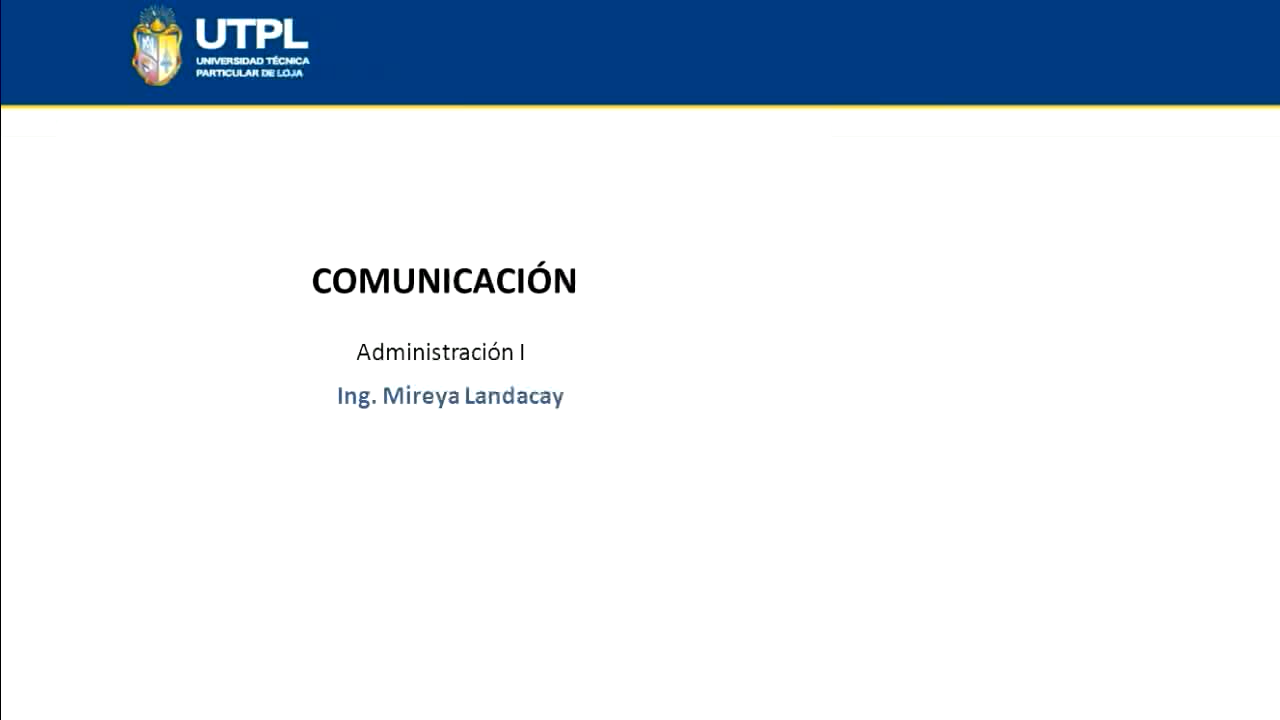 UTPL
UNIVERSIDAD TÉCNICA
PARTICULAR DE LOJA
COMUNICACIÓN
Administración I
Ing. Mireya Landacay